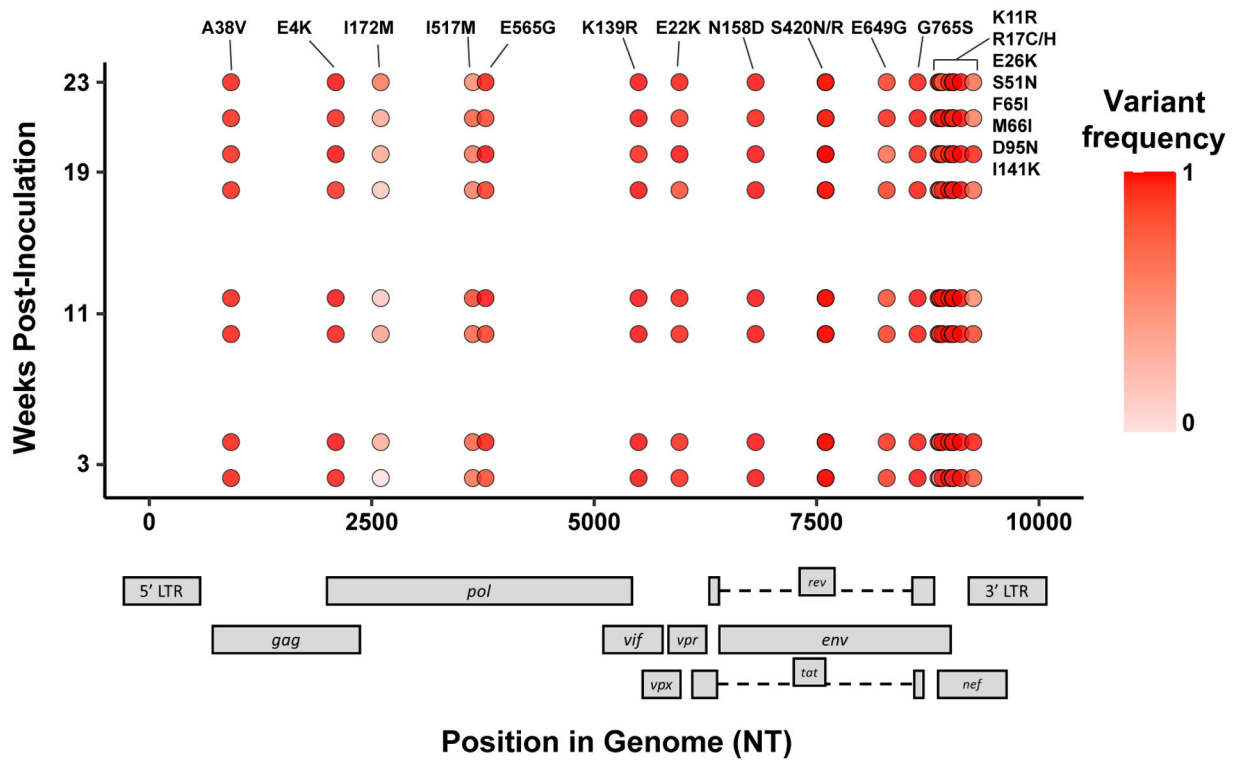 A38V E4K I172M I517M E565G K139R E22K N158D S420N/R E649G G765S K11R
R17C/H
E26K
S51N
F65I
M66I
D95N
I141K
Variant
frequency
1
0
Weeks Post-Inoculation
23
19
11
3
0 2500 5000 7500 10000
5' LTR pol rev 3' LTR
gag vif vpr env
vpx tat nef
Position in Genome (NT)